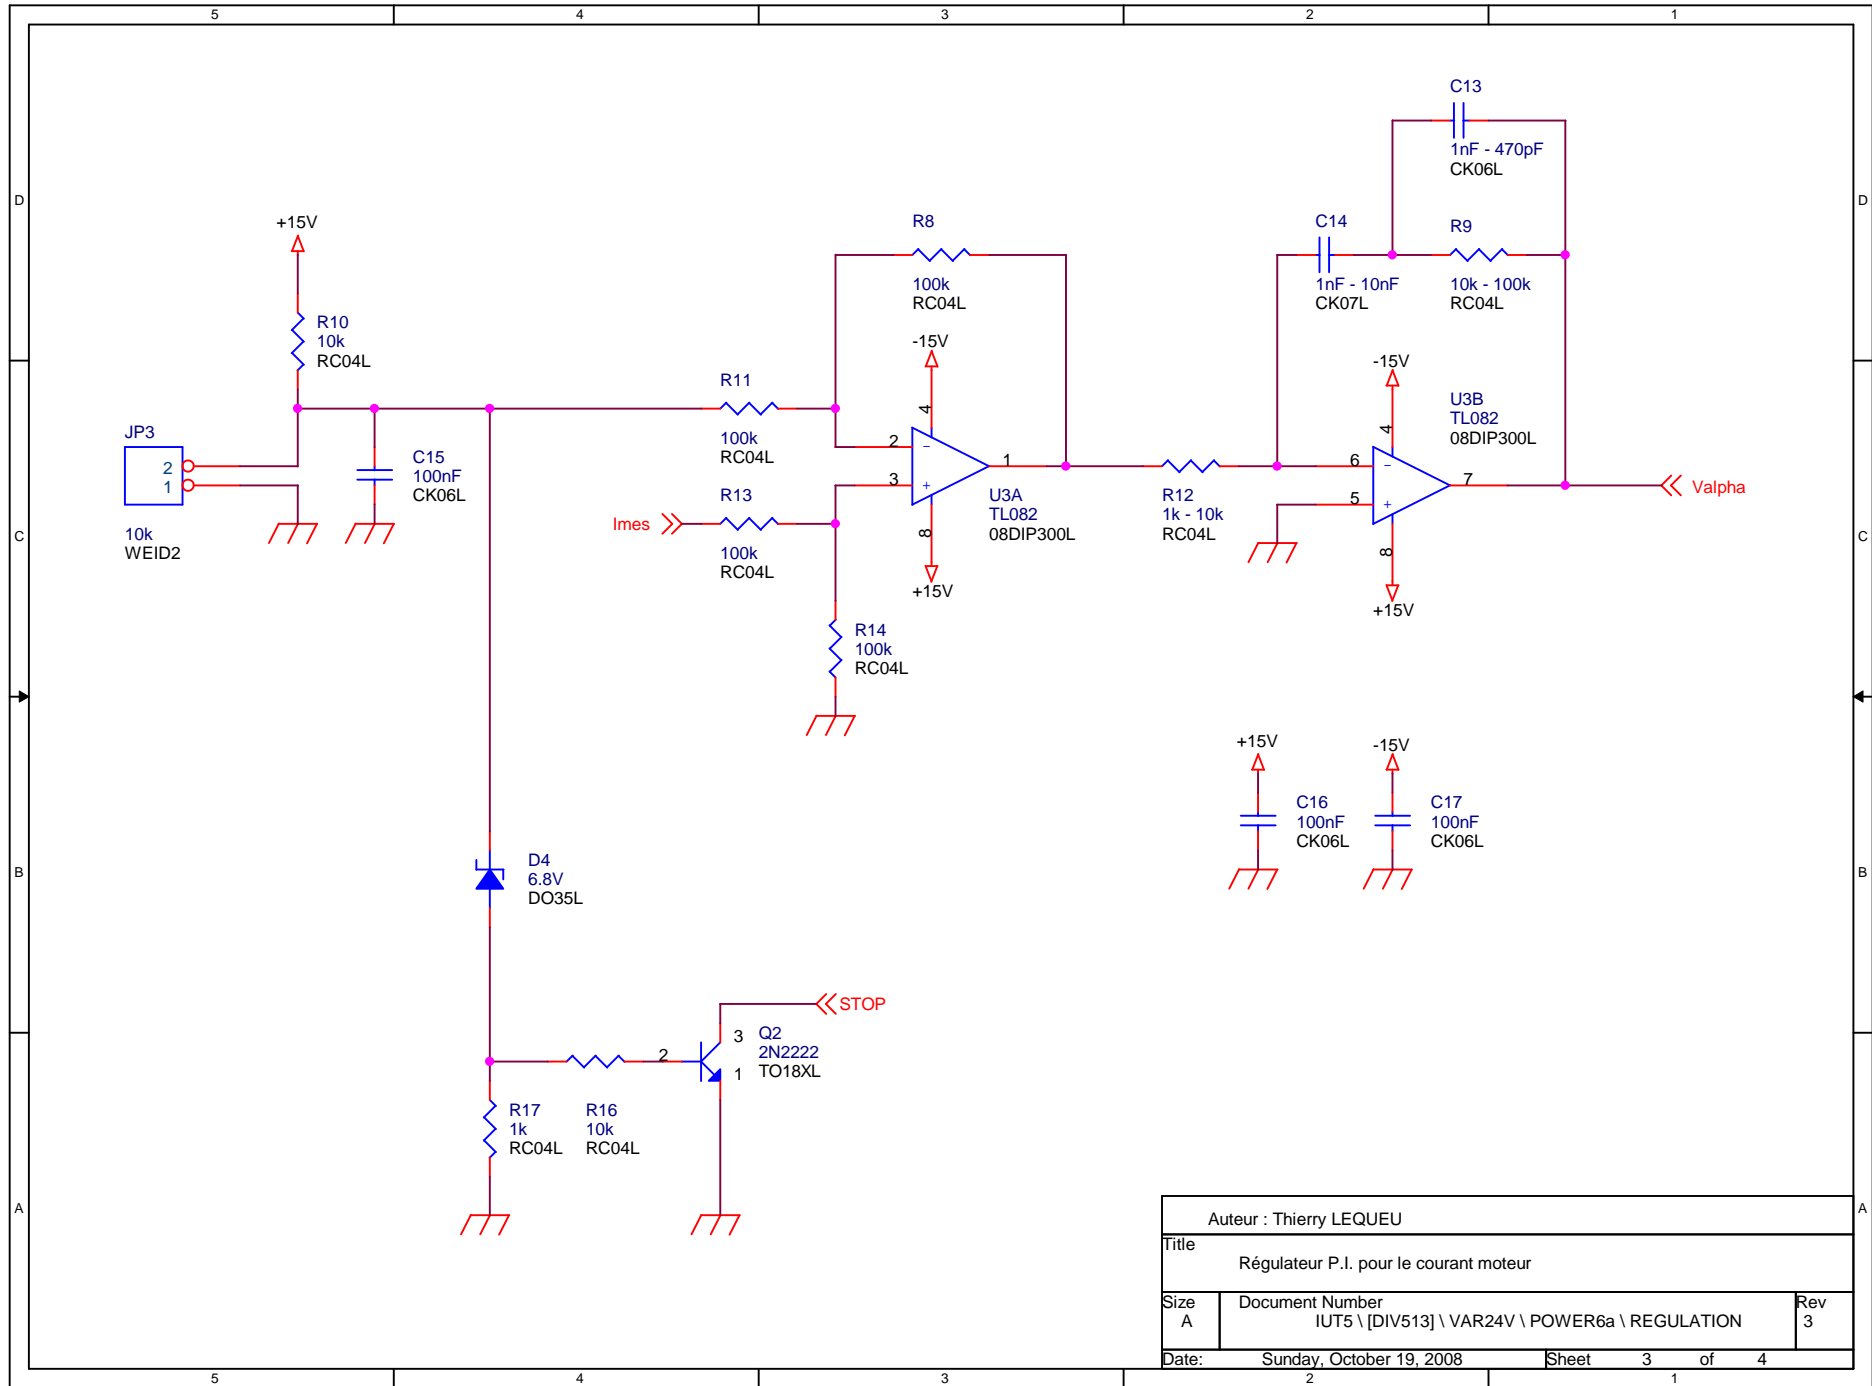 5 4 3 2 1
D D
C C
B B
A A
+15V
R10
10k
RC04L
JP3
2
1
10k
WEID2
C15
100nF
CK06L
R11
100k
RC04L
R8
100k
RC04L
-15V
4
2
−
3
+
1
8
+15V
U3A
TL082
08DIP300L
Imes
R13
100k
RC04L
R14
100k
RC04L
R12
1k - 10k
RC04L
C13
1nF - 470pF
CK06L
C14
1nF - 10nF
CK07L
R9
10k - 100k
RC04L
-15V
4
6
−
5
+
7
8
+15V
U3B
TL082
08DIP300L
Valpha
+15V
C16
100nF
CK06L
-15V
C17
100nF
CK06L
D4
6.8V
DO35L
STOP
2
3
1
Q2
2N2222
TO18XL
R17
1k
RC04L
R16
10k
RC04L
Auteur : Thierry LEQUEU
Title
Régulateur P.I. pour le courant moteur
Size
A
Document Number
IUT5 \ [DIV513] \ VAR24V \ POWER6a \ REGULATION
Rev
3
Date: Sunday, October 19, 2008 Sheet 3 of 4
5 4 3 2 1